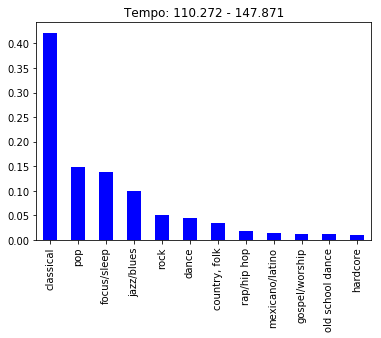 Tempo: 110.272 - 147.871
0.40
0.35
0.30
0.25
0.20
0.15
0.10
0.05
0.00
classical
pop
focus/sleep
jazz/blues
rock
dance
country, folk
rap/hip hop
mexicano/latino
gospel/worship
old school dance
hardcore